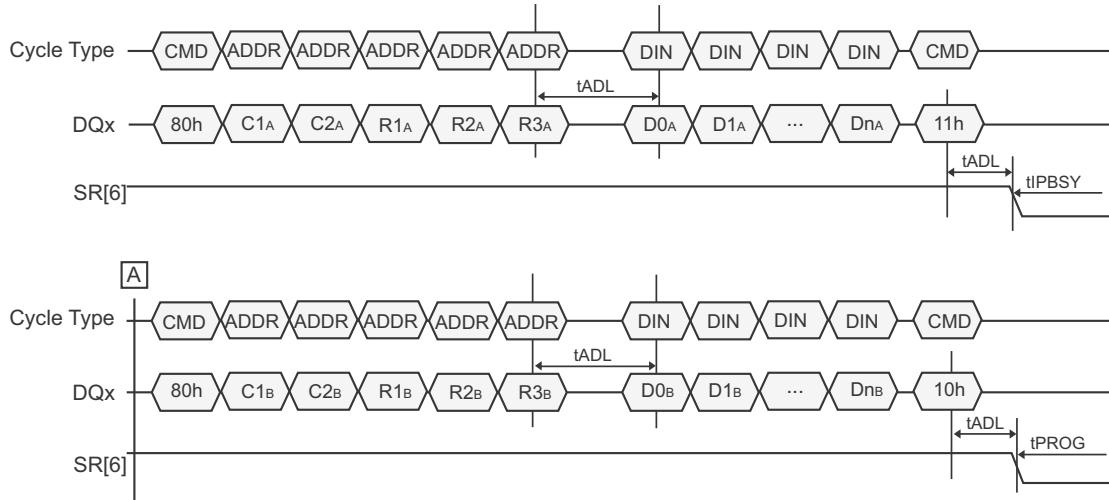 Cycle Type CMD ADDR ADDR ADDR ADDR ADDR DIN DIN DIN DIN CMD
tADL
DQx 80h C1A C2A R1A R2A R3A D0A D1A ... DnA 11h
tADL
SR[6] tIPBSY
A
Cycle Type CMD ADDR ADDR ADDR ADDR ADDR DIN DIN DIN DIN CMD
tADL
DQx 80h C1B C2B R1B R2B R3B D0B D1B ... DnB 10h
tADL
SR[6] tPROG